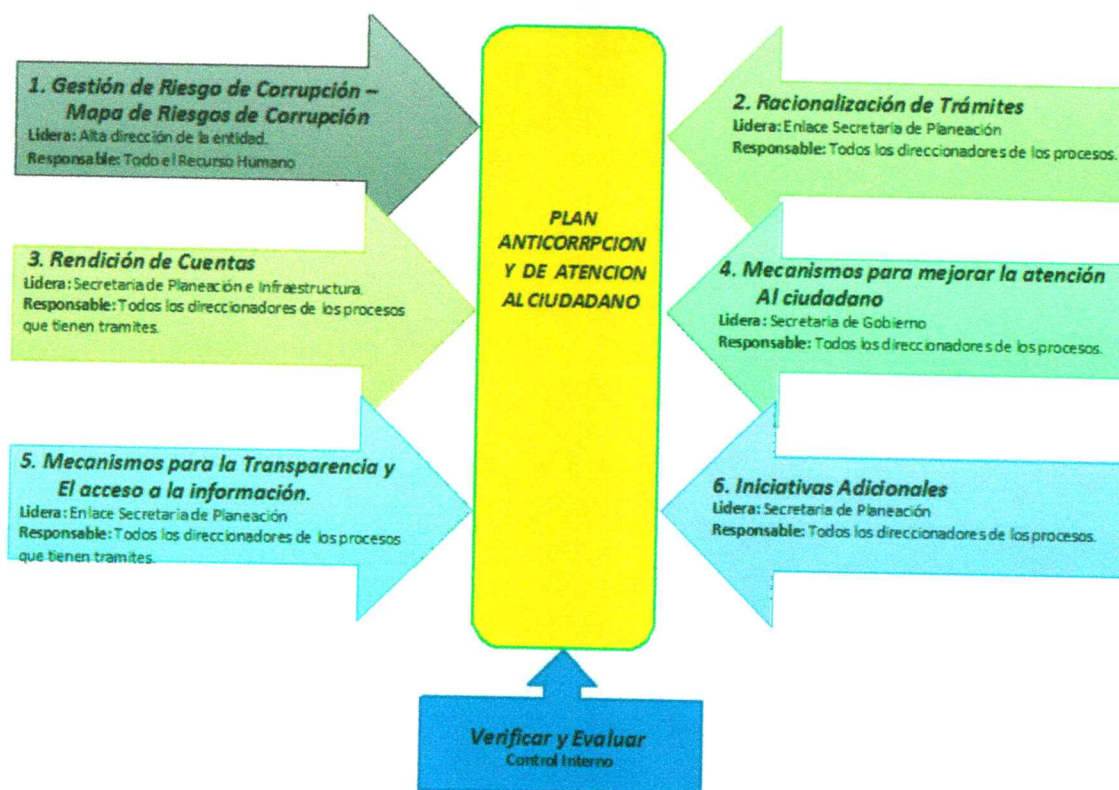 1. Gestión de Riesgo de Corrupción –
Mapa de Riesgos de Corrupción
Lidera: Alta dirección de la entidad.
Responsable: Todo el Recurso Humano
2. Racionalización de Trámites
Lidera: Enlace Secretaria de Planeación
Responsable: Todos los direccionadores de los procesos.
3. Rendición de Cuentas
Lidera: Secretaria de Planeación e Infraestructura.
Responsable: Todos los direccionadores de los procesos
que tienen tramites.
4. Mecanismos para mejorar la atención
Al ciudadano
Lidera: Secretaria de Gobierno
Responsable: Todos los direccionadores de los procesos.
5. Mecanismos para la Transparencia y
El acceso a la información.
Lidera: Enlace Secretaria de Planeación
Responsable: Todos los direccionadores de los procesos
que tienen tramites.
6. Iniciativas Adicionales
Lidera: Secretaria de Planeación
Responsable: Todos los direccionadores de los procesos.
PLAN
ANTICORRPCION
Y DE ATENCION
AL CIUDADANO
Verificar y Evaluar
Control Interno